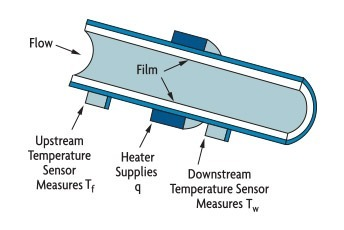 Flow
Film
Upstream
Temperature
Sensor
Measures Tf
Heater
Supplies
q
Downstream
Temperature Sensor
Measures Tw